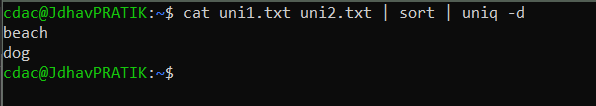 cdac@JdhavPRATIK:~$ cat uni1.txt uni2.txt | sort | uniq -d
beach
dog
cdac@JdhavPRATIK:~$